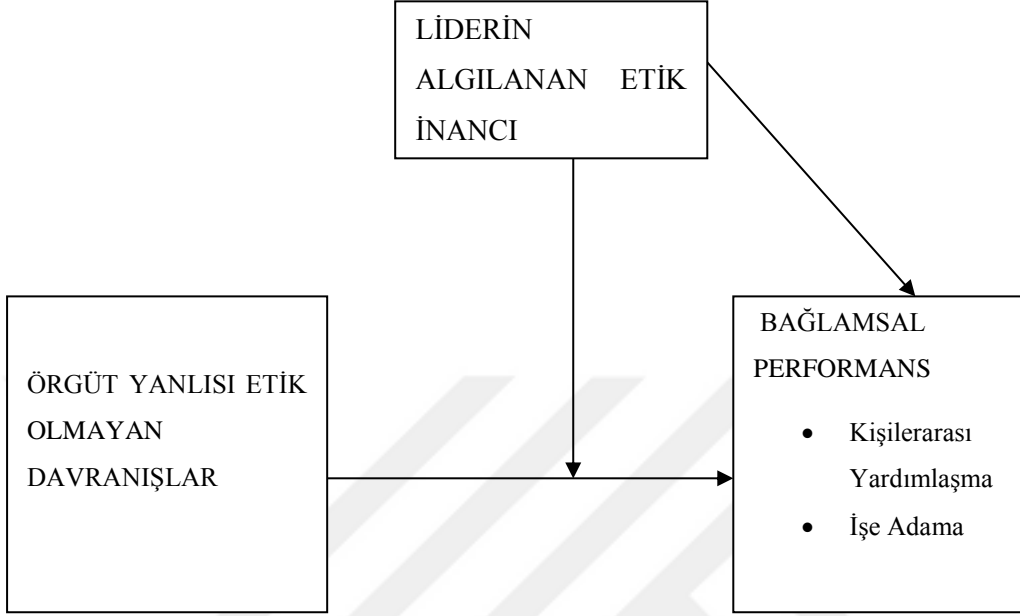 LİDERİN
ALGILANAN ETİK
İNANCI
ÖRGÜT YANLISI ETİK
OLMAYAN
DAVRANIŞLAR
BAĞLAMSAL
PERFORMANS
• Kişilerarası
Yardımlaşma
• İşe Adama